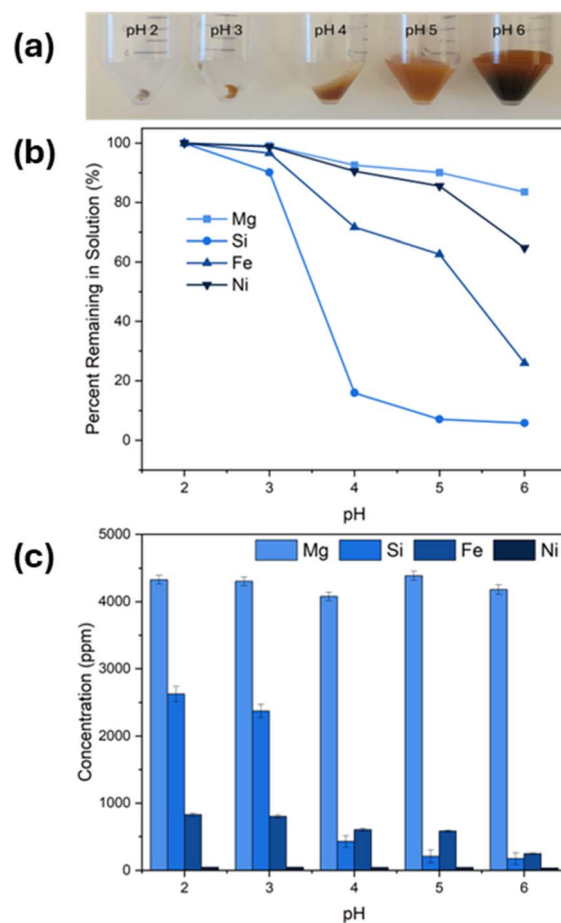 (a)
pH 2 pH 3 pH 4 pH 5 pH 6
(b)
Percent Remaining in Solution (%)
100
80
60
40
20
0
Mg
Si
Fe
Ni
2 3 4 5 6
pH
(c)
Concentration (ppm)
5000
4000
3000
2000
1000
0
Mg Si Fe Ni
2 3 4 5 6
pH